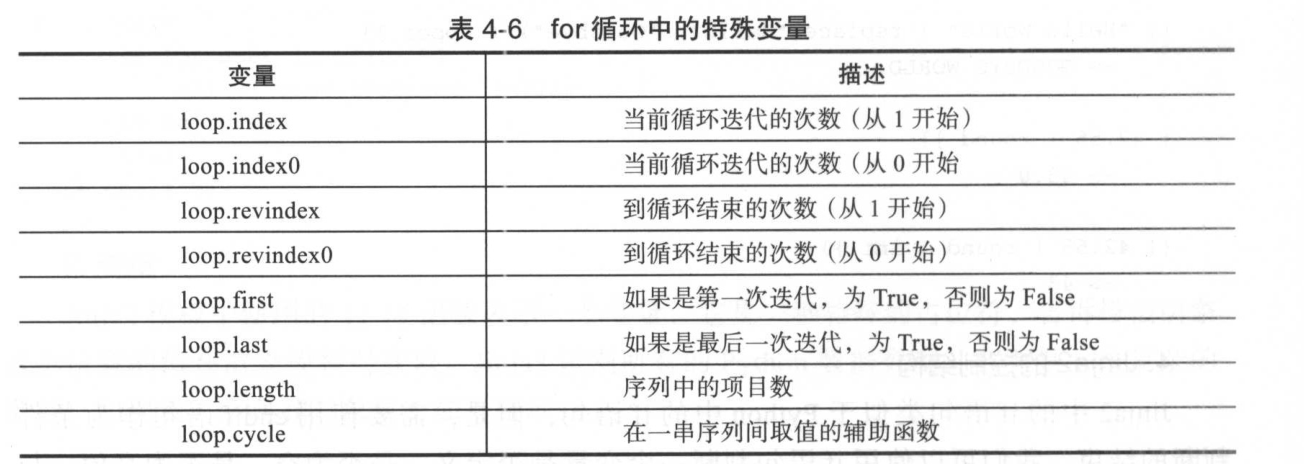 表 4-6 for 循环中的特殊变量
变量 描述
loop.index 当前循环迭代的次数（从 1 开始）
loop.index0 当前循环迭代的次数（从 0 开始
loop.revindex 到循环结束的次数（从 1 开始）
loop.revindex0 到循环结束的次数（从 0 开始）
loop.first 如果是第一次迭代，为 True，否则为 False
loop.last 如果是最后一次迭代，为 True，否则为 False
loop.length 序列中的项目数
loop.cycle 在一串序列间取值的辅助函数